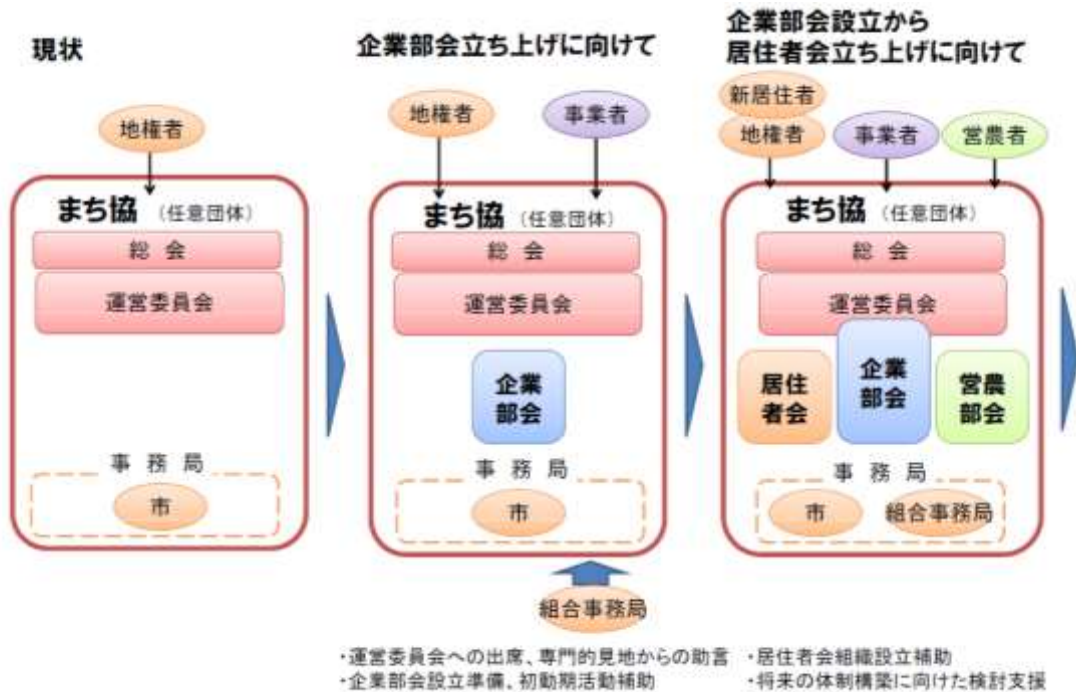 現状
地権者
まち協 (任意団体)
総 会
運営委員会
事 務 局
市
企業部会立ち上げに向けて
地権者
事業者
まち協 (任意団体)
総 会
運営委員会
企業
部会
事 務 局
市
組合事務局
・運営委員会への出席、専門的見地からの助言
・企業部会設立準備、初動期活動補助
企業部会設立から
居住者会立ち上げに向けて
新居住者
地権者
事業者
営農者
まち協 (任意団体)
総 会
運営委員会
居住
者会
企業
部会
営農
部会
事 務 局
市
組合事務局
・居住者会組織設立補助
・将来の体制構築に向けた検討支援